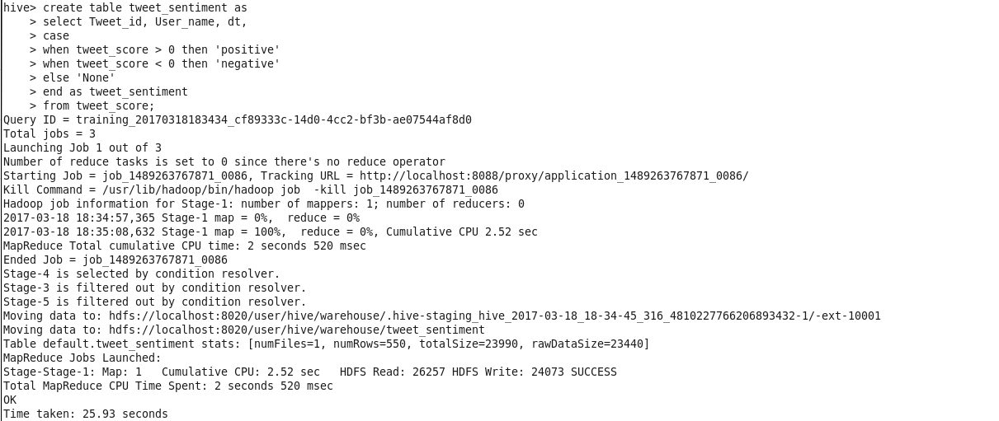 hive> create table tweet_sentiment as
    > select Tweet_id, User_name, dt,
    > case
    > when tweet_score > 0 then 'positive'
    > when tweet_score < 0 then 'negative'
    > else 'None'
    > end as tweet_sentiment
    > from tweet_score;
Query ID = training_20170318183434_cf89333c-14d0-4cc2-bf3b-ae07544af8d0
Total jobs = 3
Launching Job 1 out of 3
Number of reduce tasks is set to 0 since there's no reduce operator
Starting Job = job_1489263767871_0086, Tracking URL = http://localhost:8088/proxy/application_1489263767871_0086/
Kill Command = /usr/lib/hadoop/bin/hadoop job  -kill job_1489263767871_0086
Hadoop job information for Stage-1: number of mappers: 1; number of reducers: 0
2017-03-18 18:34:57,365 Stage-1 map = 0%,  reduce = 0%
2017-03-18 18:35:08,632 Stage-1 map = 100%,  reduce = 0%, Cumulative CPU 2.52 sec
MapReduce Total cumulative CPU time: 2 seconds 520 msec
Ended Job = job_1489263767871_0086
Stage-4 is selected by condition resolver.
Stage-3 is filtered out by condition resolver.
Stage-5 is filtered out by condition resolver.
Moving data to: hdfs://localhost:8020/user/hive/warehouse/.hive-staging_hive_2017-03-18_18-34-45_316_4810227766206893432-1/-ext-10001
Moving data to: hdfs://localhost:8020/user/hive/warehouse/tweet_sentiment
Table default.tweet_sentiment stats: [numFiles=1, numRows=550, totalSize=23990, rawDataSize=23440]
MapReduce Jobs Launched:
Stage-Stage-1: Map: 1   Cumulative CPU: 2.52 sec   HDFS Read: 26257 HDFS Write: 24073 SUCCESS
Total MapReduce CPU Time Spent: 2 seconds 520 msec
OK
Time taken: 25.93 seconds